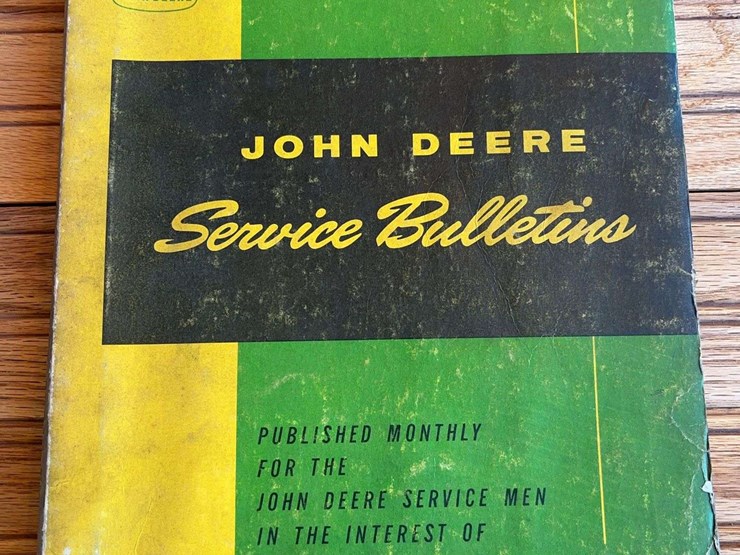 JOHN DEERE
Service Bulletins
PUBLISHED MONTHLY
FOR THE
JOHN DEERE SERVICE MEN
IN THE INTEREST OF